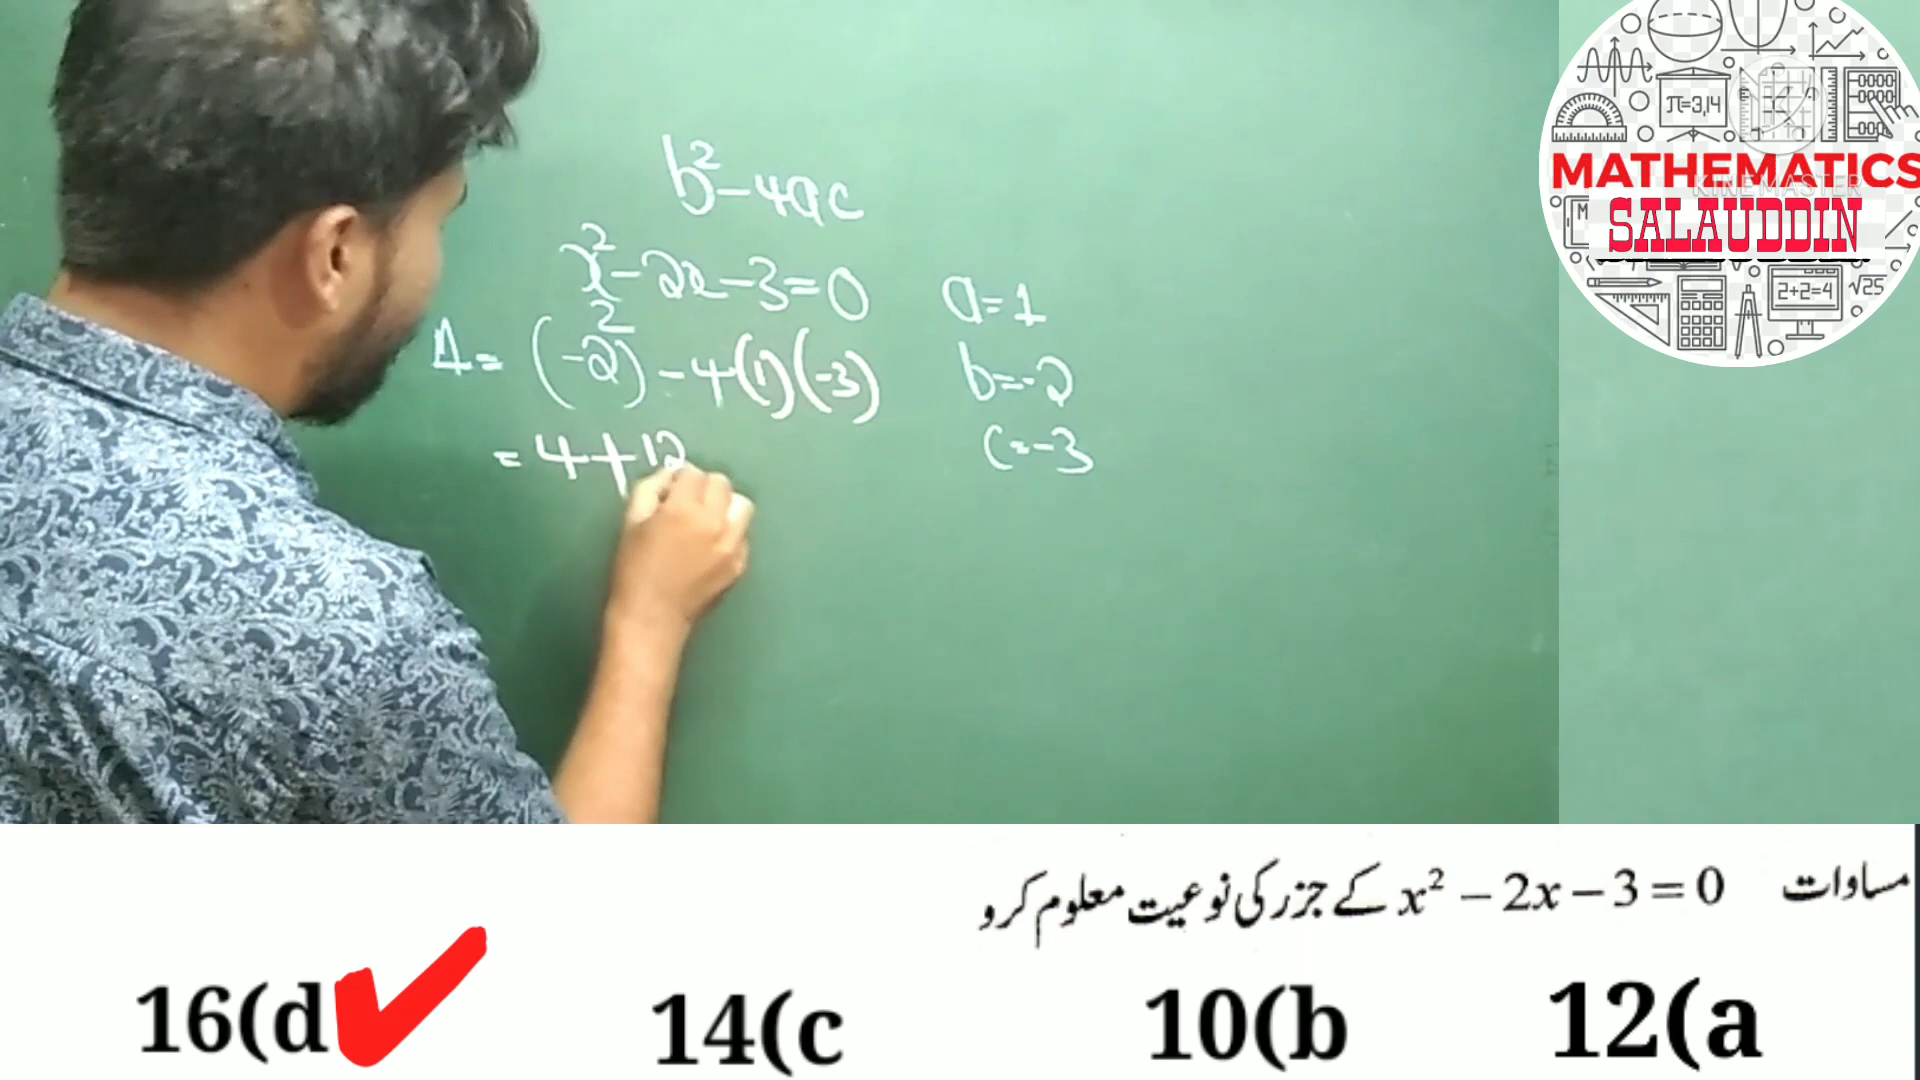 b²-4ac
x²-2x-3=0
Δ= (-2)² -4(1)(-3)
= 4+12
a=1
b=-2
c=-3
π=3,14
MATHEMATICS
KINEMASTER
SALAUDDIN
2+2=4
√25
مساوات x² − 2x − 3 = 0 کے جزر کی نوعیت معلوم کرو
12(a
10(b
14(c
16(d